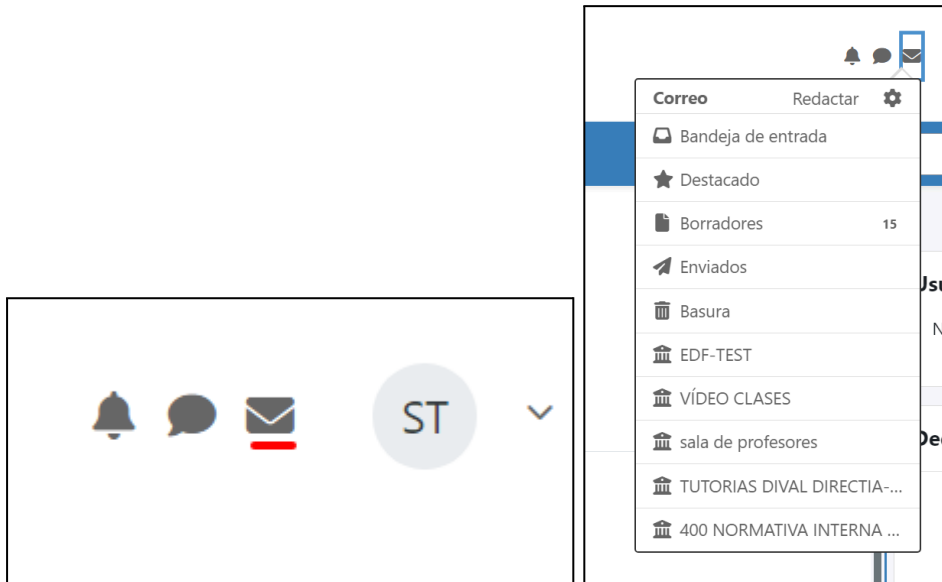 ST
Correo Redactar
Bandeja de entrada
Destacado
Borradores 15
Enviados
Basura
EDF-TEST
VÍDEO CLASES
sala de profesores
TUTORIAS DIVAL DIRECTIA-...
400 NORMATIVA INTERNA ...